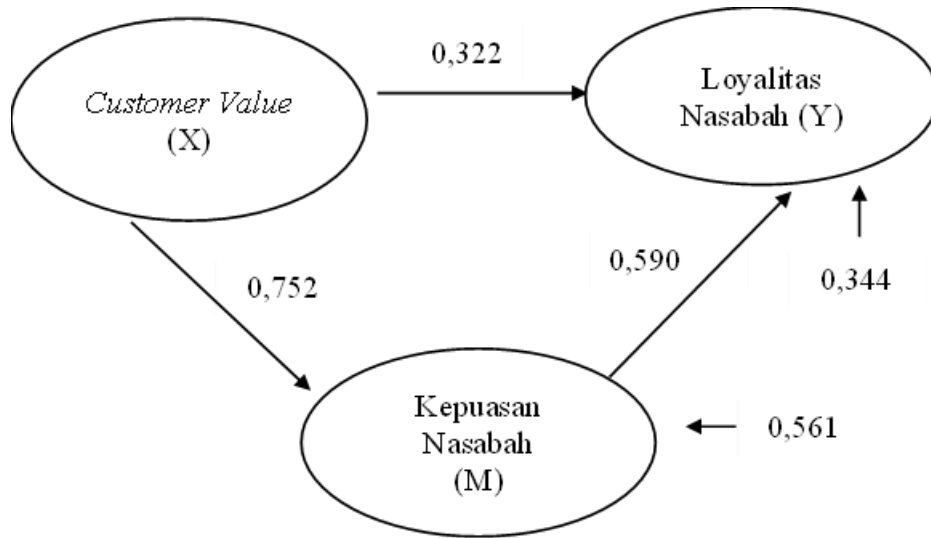 0,322
Customer Value
(X)
Loyalitas
Nasabah (Y)
0,752
0,590
0,344
Kepuasan
Nasabah
(M)
0,561